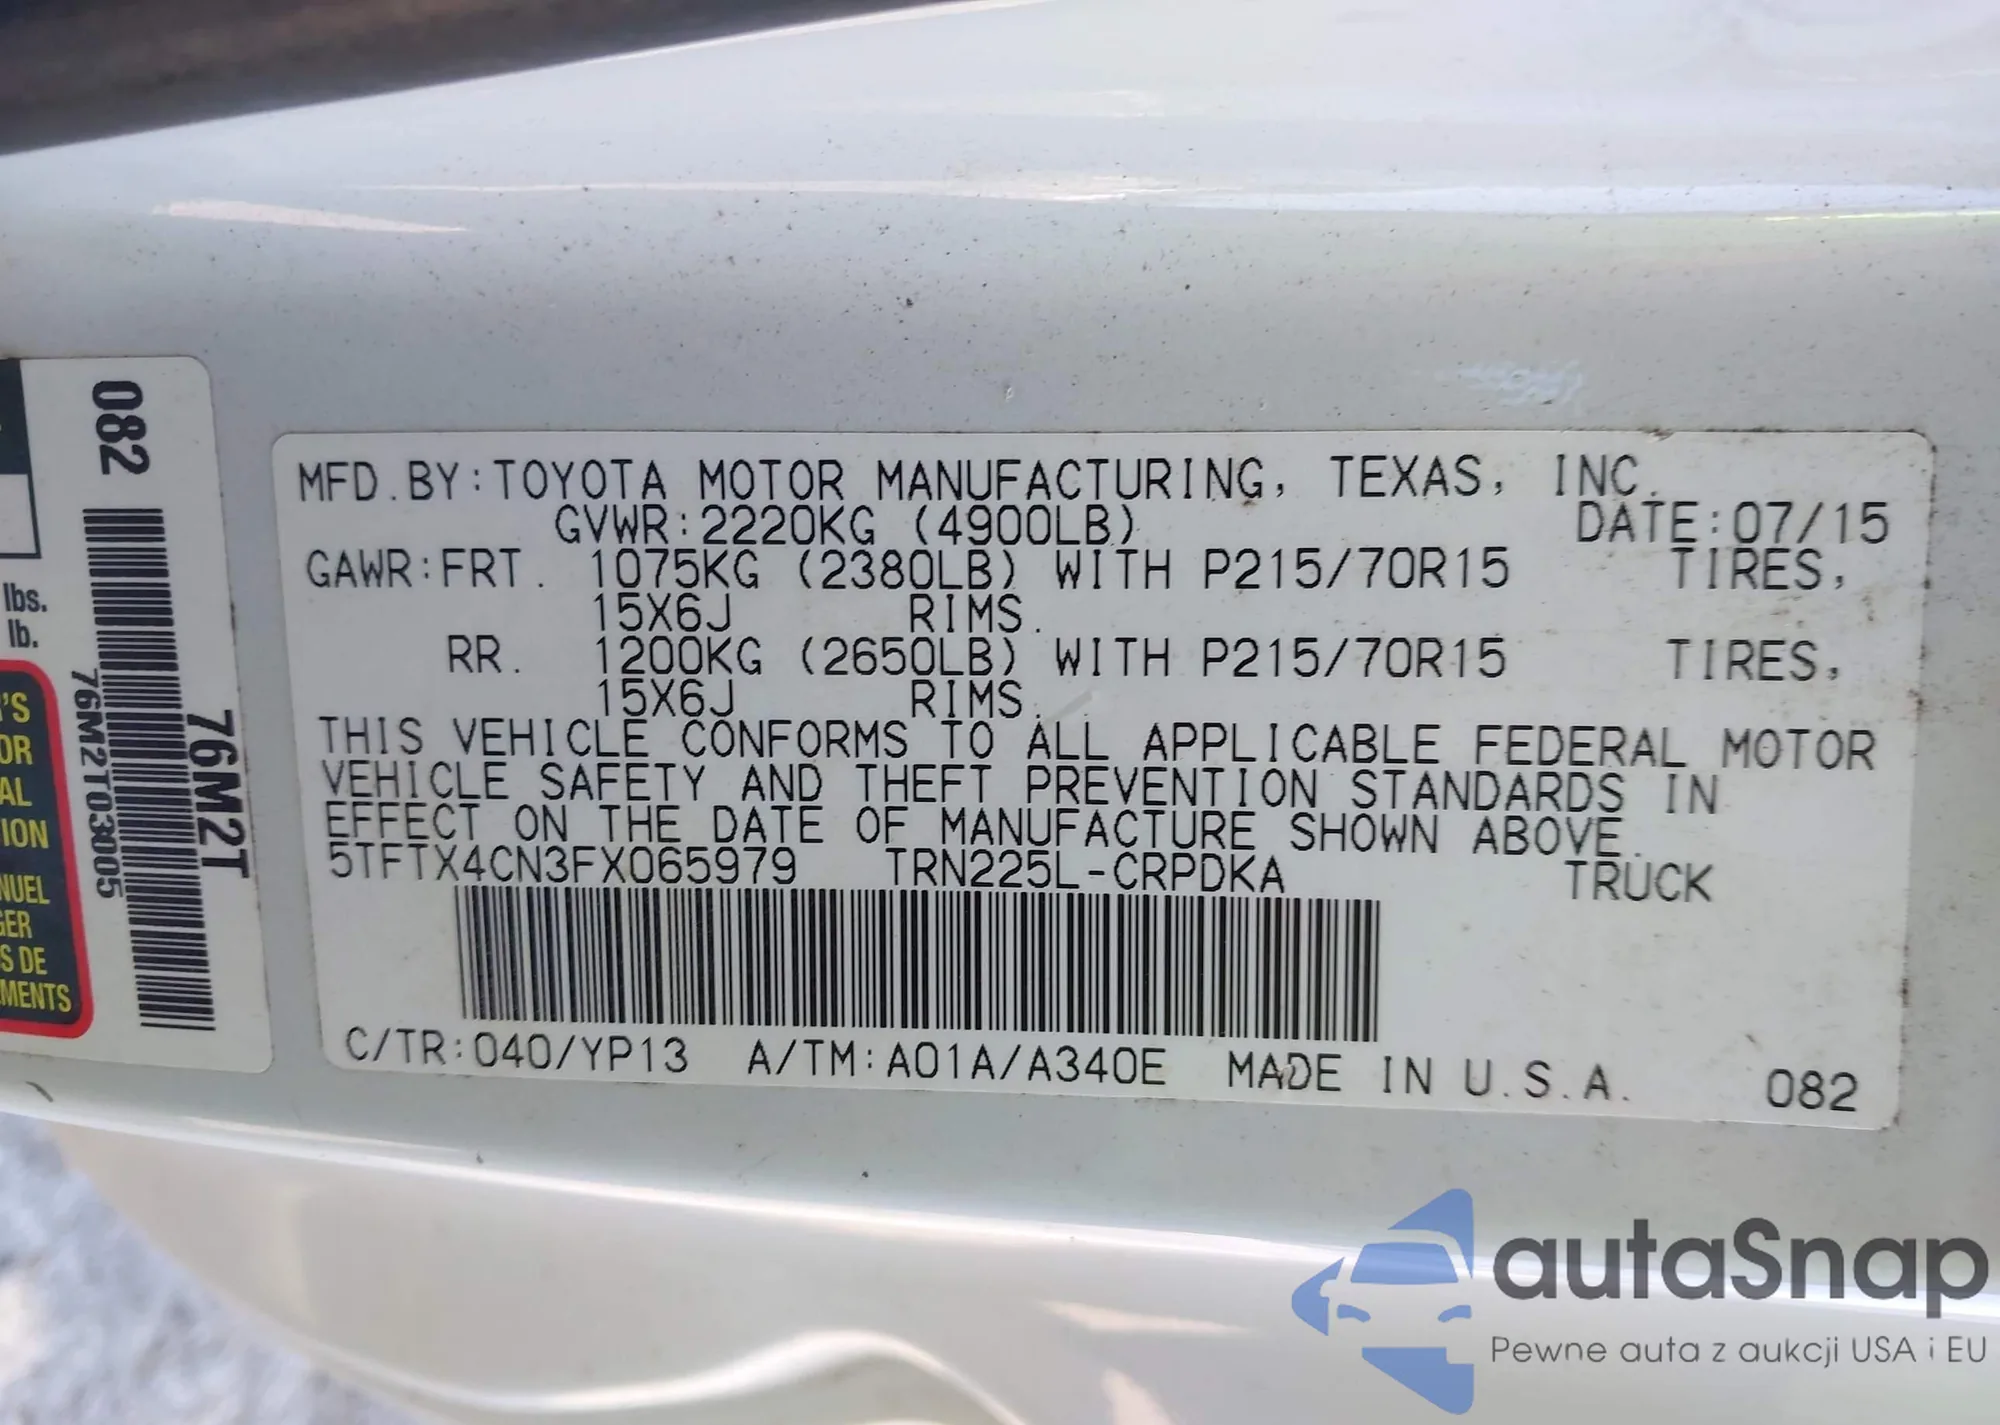 MFD.BY:TOYOTA MOTOR MANUFACTURING, TEXAS, INC.
GVWR:2220KG (4900LB) DATE:07/15
GAWR:FRT. 1075KG (2380LB) WITH P215/70R15 TIRES,
15X6J RIMS.
RR. 1200KG (2650LB) WITH P215/70R15 TIRES,
15X6J RIMS.
THIS VEHICLE CONFORMS TO ALL APPLICABLE FEDERAL MOTOR
VEHICLE SAFETY AND THEFT PREVENTION STANDARDS IN
EFFECT ON THE DATE OF MANUFACTURE SHOWN ABOVE.
5TFTX4CN3FX065979 TRN225L-CRPDKA TRUCK
C/TR:040/YP13 A/TM:A01A/A340E MADE IN U.S.A. 082
082
76M2T03005
76M2T
lbs.
lb.
DE
autaSnap
Pewne auta z aukcji USA i EU